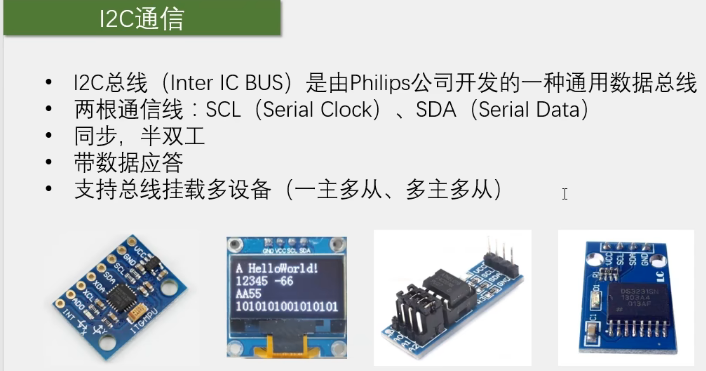 I2C通信
• I2C总线（Inter IC BUS）是由Philips公司开发的一种通用数据总线
• 两根通信线：SCL（Serial Clock）、SDA（Serial Data）
• 同步，半双工
• 带数据应答
• 支持总线挂载多设备（一主多从、多主多从）
VCC
SCL
SDA
XDA
XCL
ADO
INT
ITG/MPU
GND VCC SCL SDA
A HelloWorld!
12345 -66
AA55
1010101001010101
VCC
SCL
SDA
GND